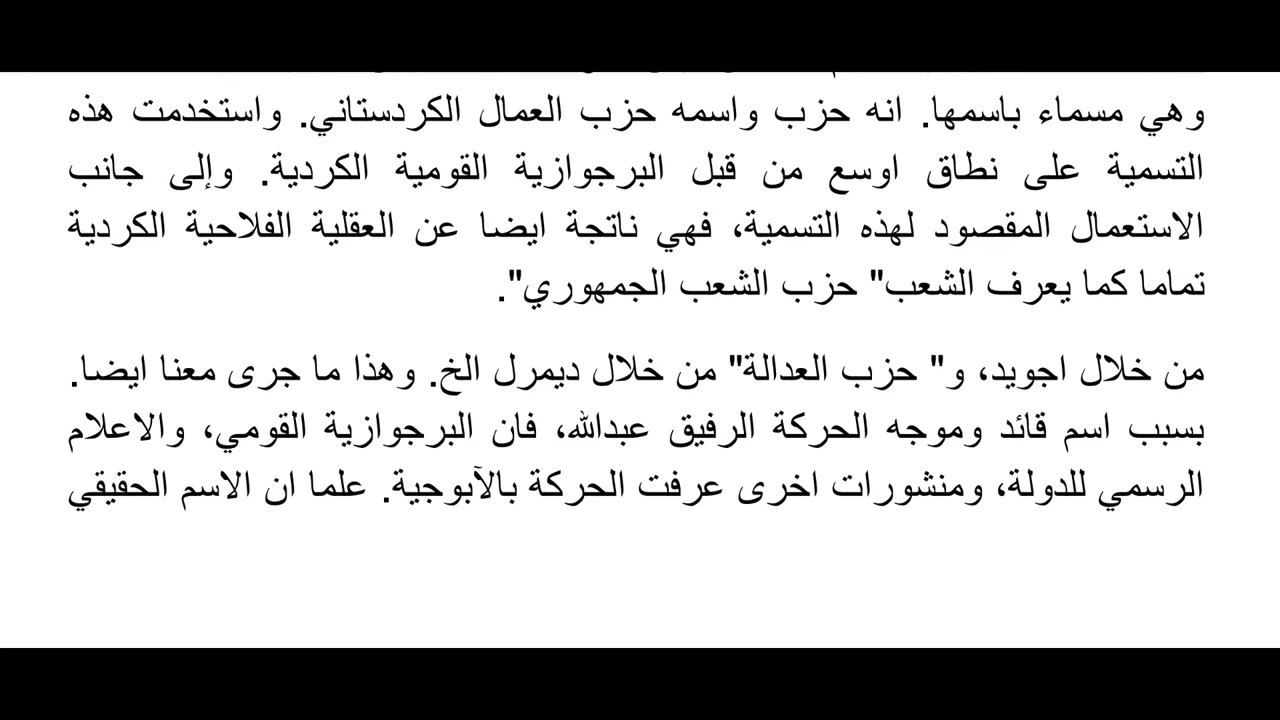 وهي مسماء باسمها. انه حزب واسمه حزب العمال الكردستاني. واستخدمت هذه
التسمية على نطاق اوسع من قبل البرجوازية القومية الكردية. وإلى جانب
الاستعمال المقصود لهذه التسمية، فهي ناتجة ايضا عن العقلية الفلاحية الكردية
تماما كما يعرف الشعب" حزب الشعب الجمهوري".
من خلال اجويد، و" حزب العدالة" من خلال ديمرل الخ. وهذا ما جرى معنا ايضا.
بسبب اسم قائد وموجه الحركة الرفيق عبدالله، فان البرجوازية القومي، والاعلام
الرسمي للدولة، ومنشورات اخرى عرفت الحركة بالآبوجية. علما ان الاسم الحقيقي